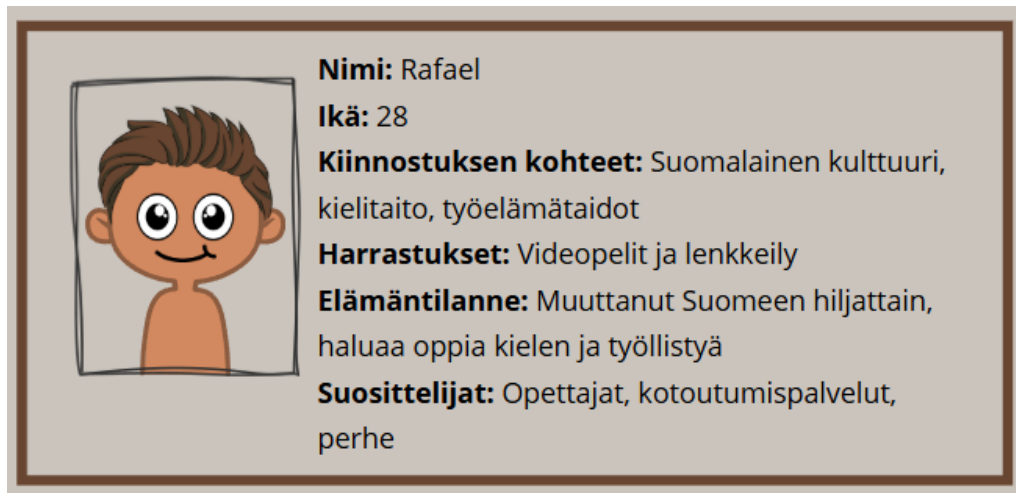 Nimi: Rafael
Ikä: 28
Kiinnostuksen kohteet: Suomalainen kulttuuri,
kielitaito, työelämätaidot
Harrastukset: Videopelit ja lenkkeily
Elämäntilanne: Muuttanut Suomeen hiljattain,
haluaa oppia kielen ja työllistyä
Suosittelijat: Opettajat, kotoutumispalvelut,
perhe